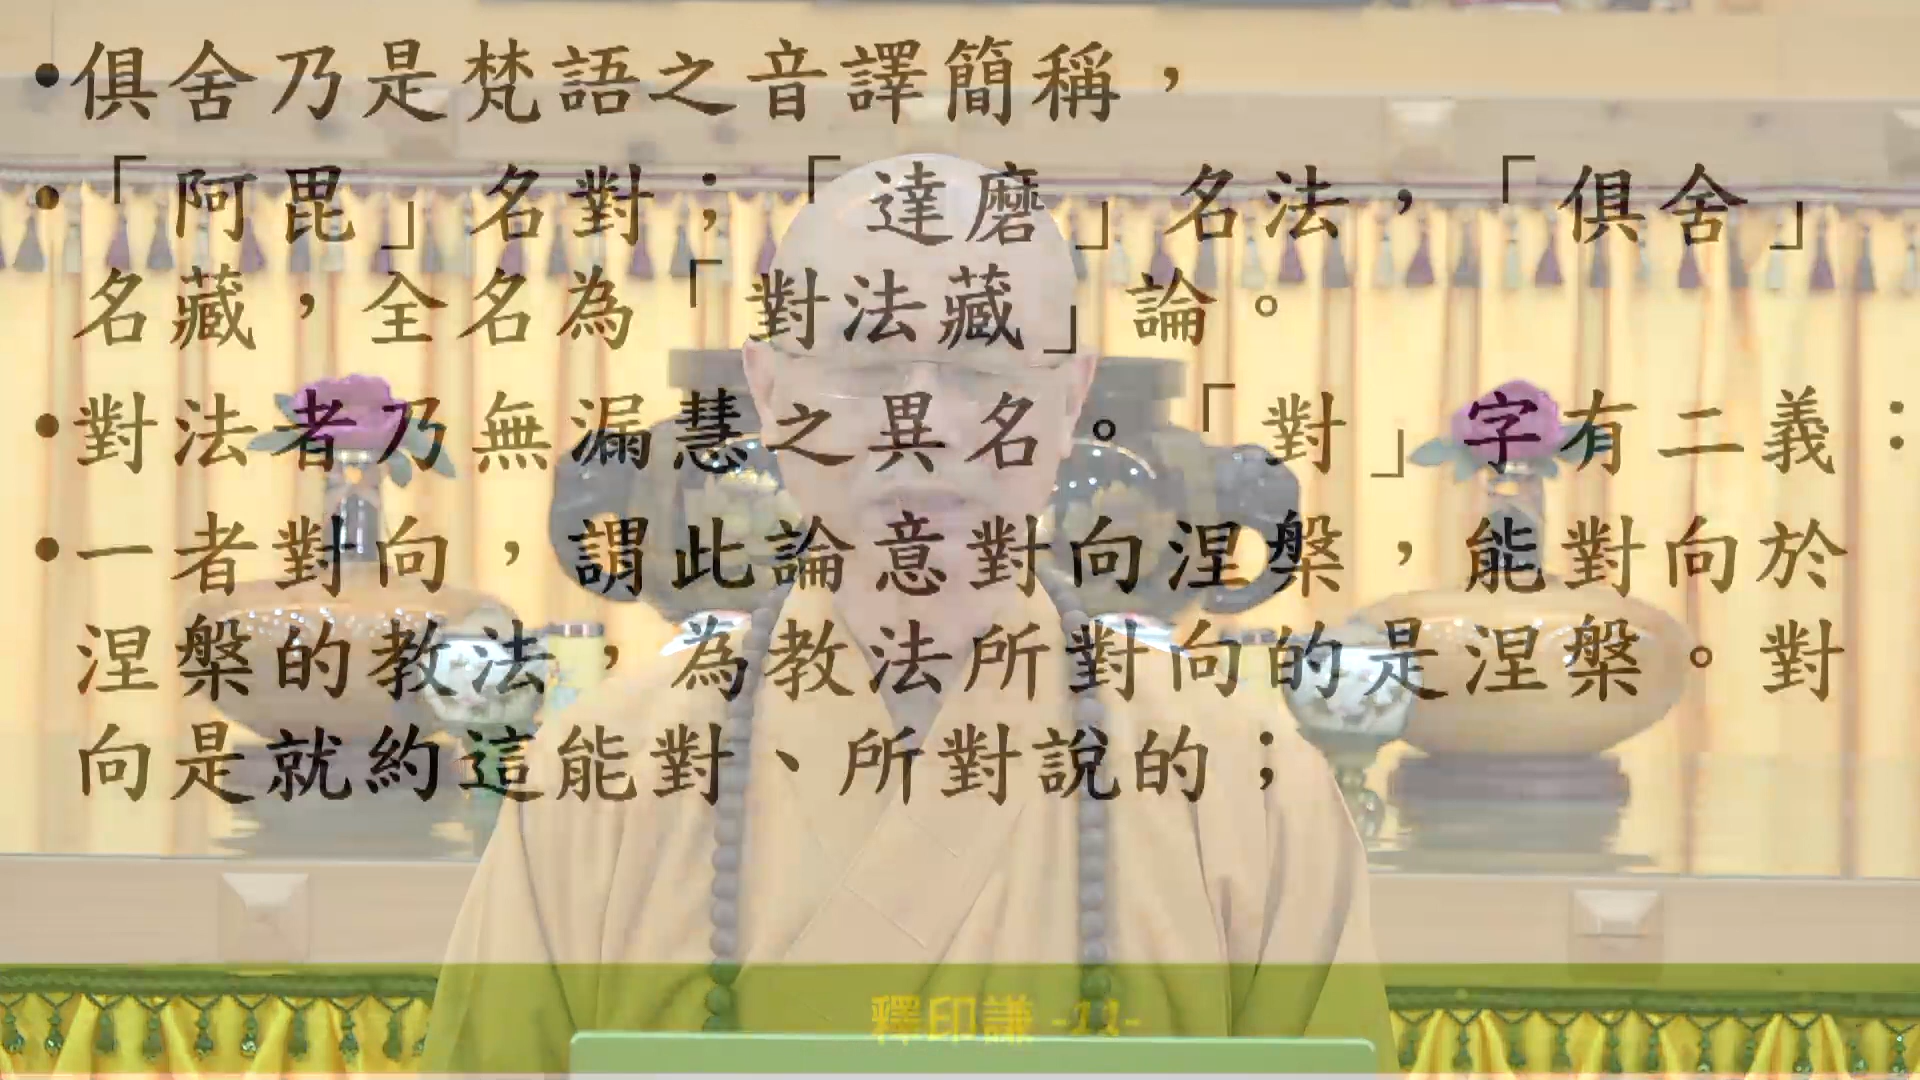 •俱舍乃是梵語之音譯簡稱，
•「阿毘」名對；「達磨」名法，「俱舍」
名藏，全名為「對法藏」論。
•對法者乃無漏慧之異名。「對」字有二義：
•一者對向，謂此論意對向涅槃，能對向於
涅槃的教法，為教法所對向的是涅槃。對
向是就約這能對、所對說的；
釋印謙 -11-